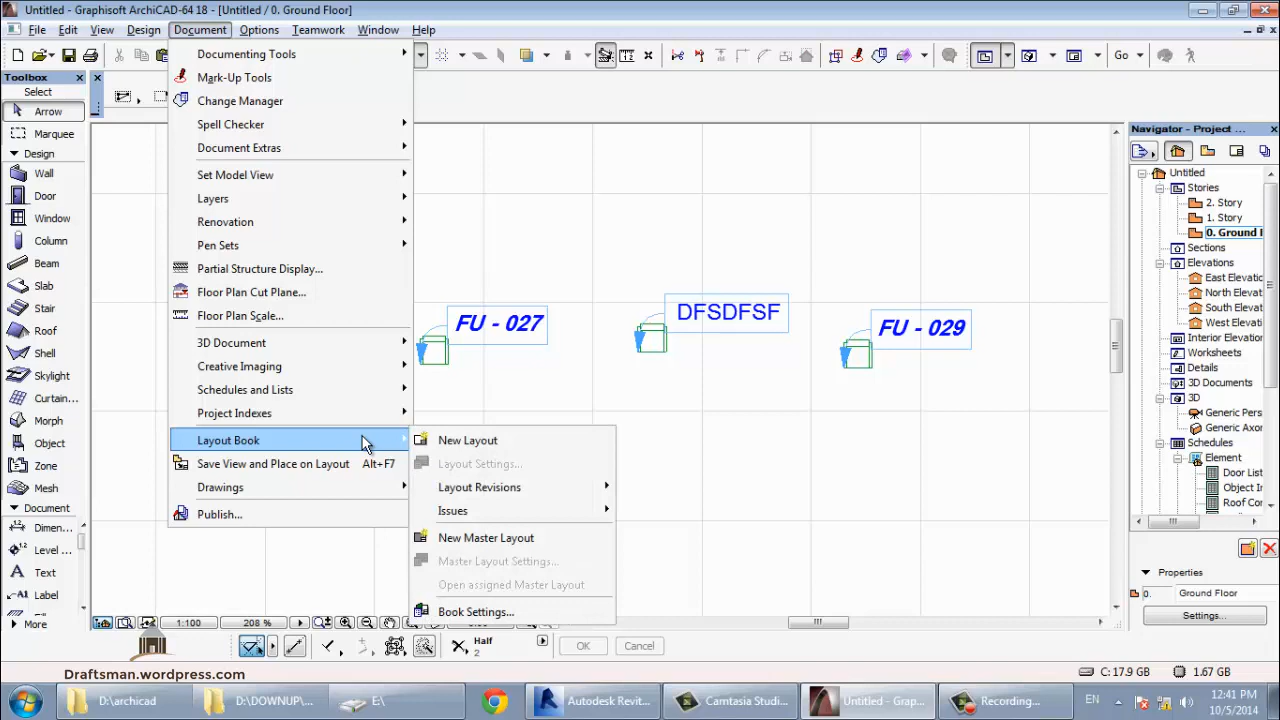 Untitled - Graphisoft ArchiCAD-64 18 - [Untitled / 0. Ground Floor]
File Edit View Design Document Options Teamwork Window Help
Go
Toolbox
Select
Arrow
Marquee
Design
Wall
Door
Window
Column
Beam
Slab
Stair
Roof
Shell
Skylight
Curtain...
Morph
Object
Zone
Mesh
Document
Dimen...
Level ...
Text
Label
More
Documenting Tools
Mark-Up Tools
Change Manager
Spell Checker
Document Extras
Set Model View
Layers
Renovation
Pen Sets
Partial Structure Display...
Floor Plan Cut Plane...
Floor Plan Scale...
3D Document
Creative Imaging
Schedules and Lists
Project Indexes
Layout Book
Save View and Place on Layout Alt+F7
Drawings
Publish...
New Layout
Layout Settings...
Layout Revisions
Issues
New Master Layout
Master Layout Settings...
Open assigned Master Layout
Book Settings...
FU - 027
DFSDFSF
FU - 029
Navigator - Project ...
Untitled
Stories
2. Story
1. Story
0. Ground F
Sections
Elevations
East Elevatio
North Elevati
South Elevati
West Elevatio
Interior Elevatio
Worksheets
Details
3D Documents
3D
Generic Pers
Generic Axon
Schedules
Element
Door List
Object In
Roof Cor
Properties
0. Ground Floor
Settings...
1:100 208 %
Half
2
OK Cancel
Draftsman.wordpress.com
C: 17.9 GB 1.67 GB
D:\archicad
D:\DOWNUP/...
E:\
Autodesk Revit...
Camtasia Studi...
Untitled - Grap...
Recording...
EN
12:41 PM
10/5/2014